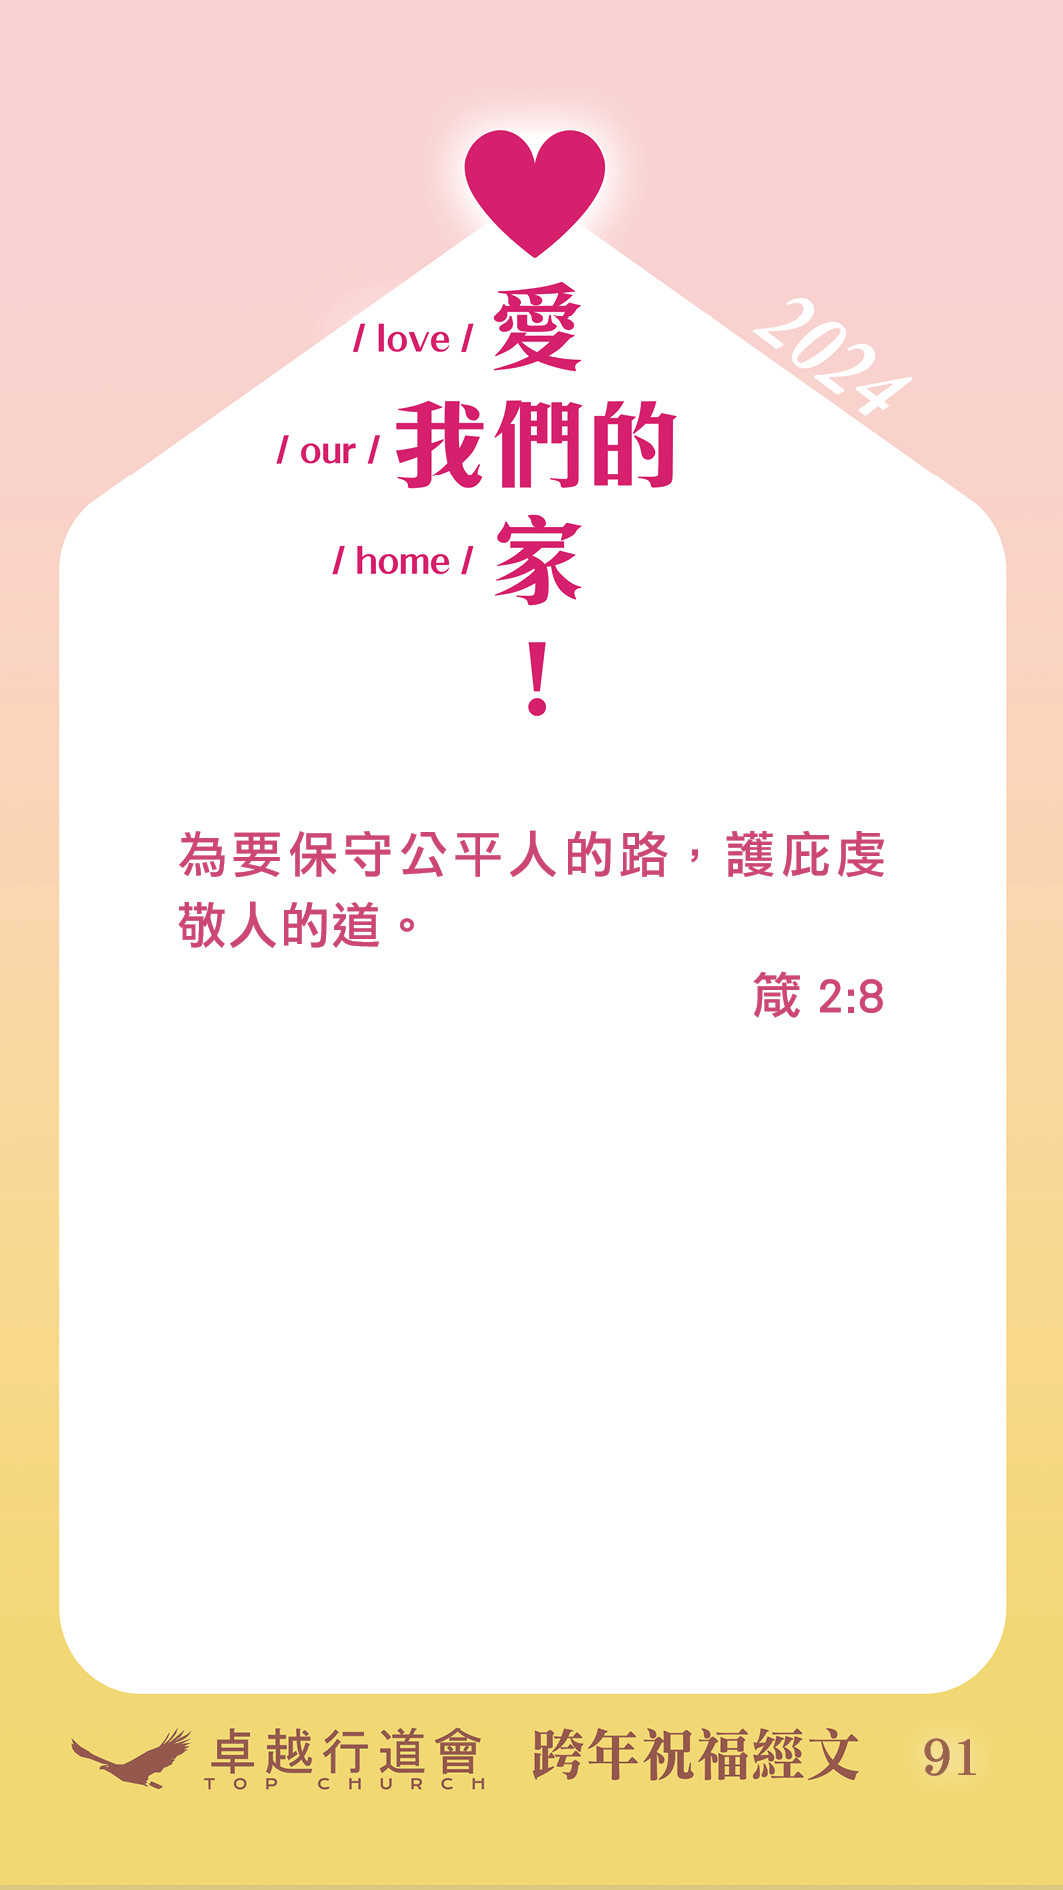 2024
/ love / 愛
/ our / 我們的
/ home / 家
!
為要保守公平人的路，護庇虔
敬人的道。
箴 2:8
卓越行道會 跨年祝福經文 91
TOP CHURCH